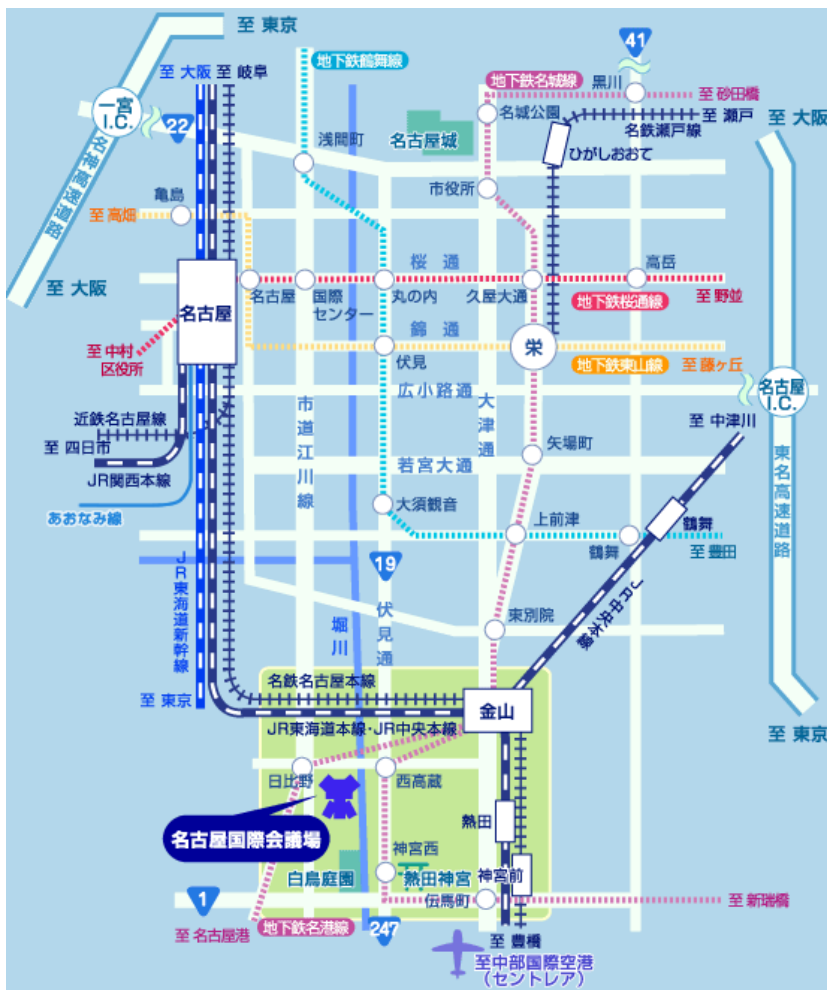 至 東京
41
地下鉄鶴舞線
至 大阪
至 岐阜
地下鉄名城線
黒川
至 砂田橋
一宮
I.C.
22
名城公園
至 瀬戸
至 大阪
名鉄瀬戸線
浅間町
名古屋城
ひがしおおて
名神高速道路
市役所
亀島
至 高畑
桜通
高岳
至 大阪
名古屋
名古屋
国際
センター
丸の内
久屋大通
地下鉄桜通線
至 野並
錦通
栄
至 中村
区役所
伏見
地下鉄東山線
至 藤ヶ丘
広小路通
名古屋
I.C.
近鉄名古屋線
市道江川線
大津通
至 中津川
至 四日市
矢場町
JR関西本線
若宮大通
東名高速道路
あおなみ線
大須観音
上前津
鶴舞
鶴舞
至 豊田
JR東海道新幹線
19
JR中央本線
堀川
伏見通
東別院
名鉄名古屋本線
至 東京
金山
JR東海道本線・JR中央本線
至 東京
日比野
西高蔵
熱田
名古屋国際会議場
神宮西
白鳥庭園
熱田神宮
神宮前
1
伝馬町
至 新瑞橋
至 名古屋港
地下鉄名港線
247
至 豊橋
至中部国際空港
（セントレア）